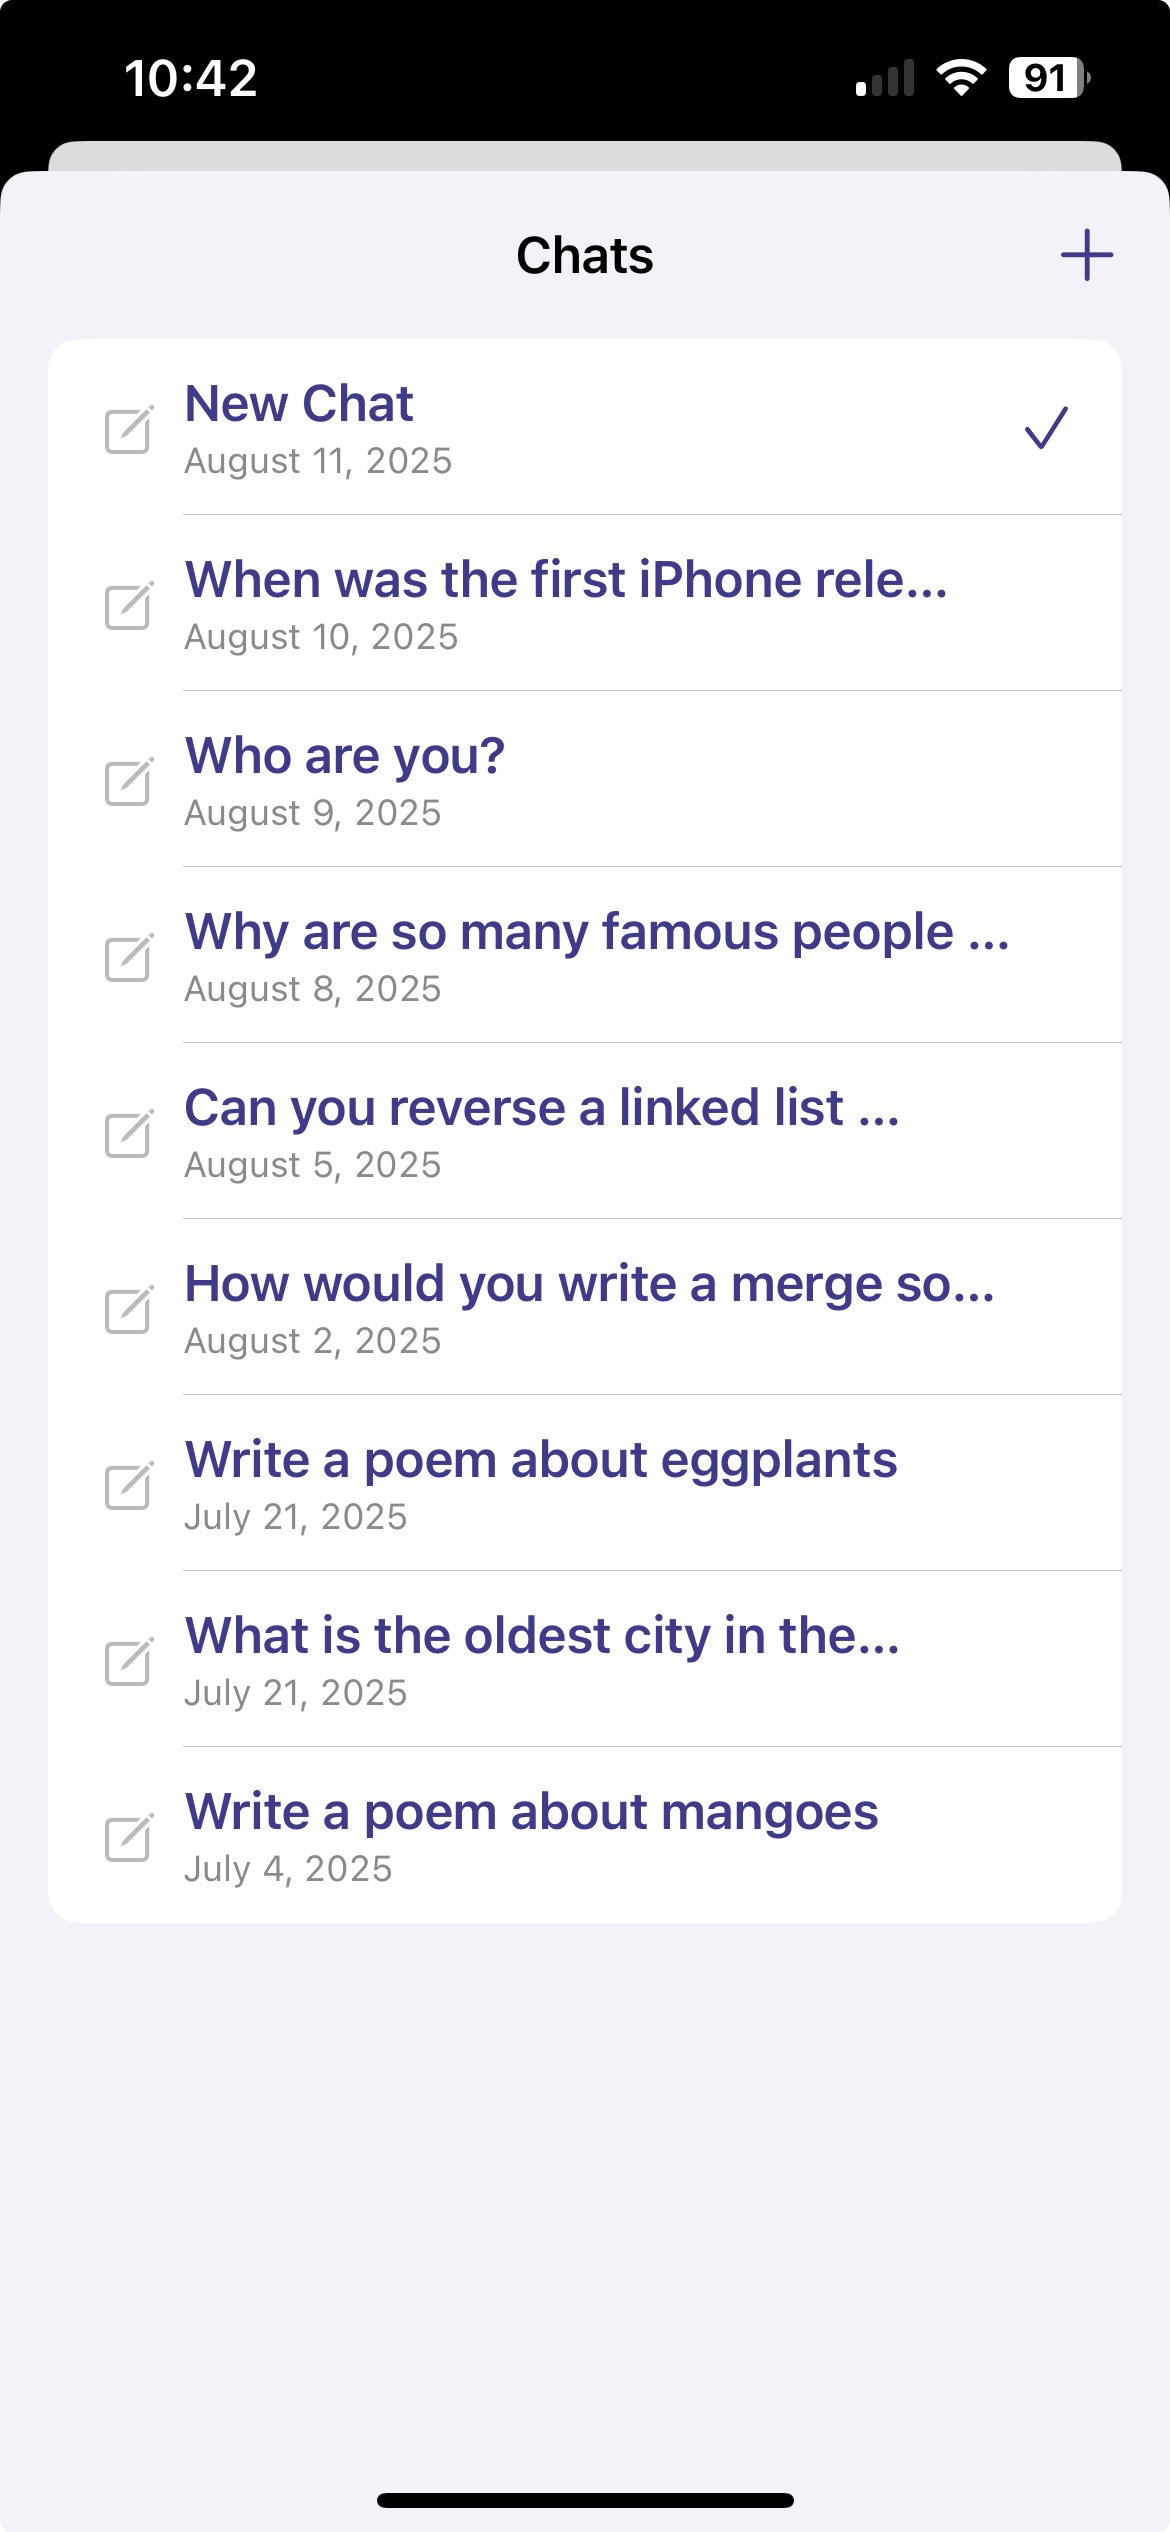 10:42
91
Chats
New Chat
August 11, 2025
When was the first iPhone rele...
August 10, 2025
Who are you?
August 9, 2025
Why are so many famous people ...
August 8, 2025
Can you reverse a linked list ...
August 5, 2025
How would you write a merge so...
August 2, 2025
Write a poem about eggplants
July 21, 2025
What is the oldest city in the...
July 21, 2025
Write a poem about mangoes
July 4, 2025